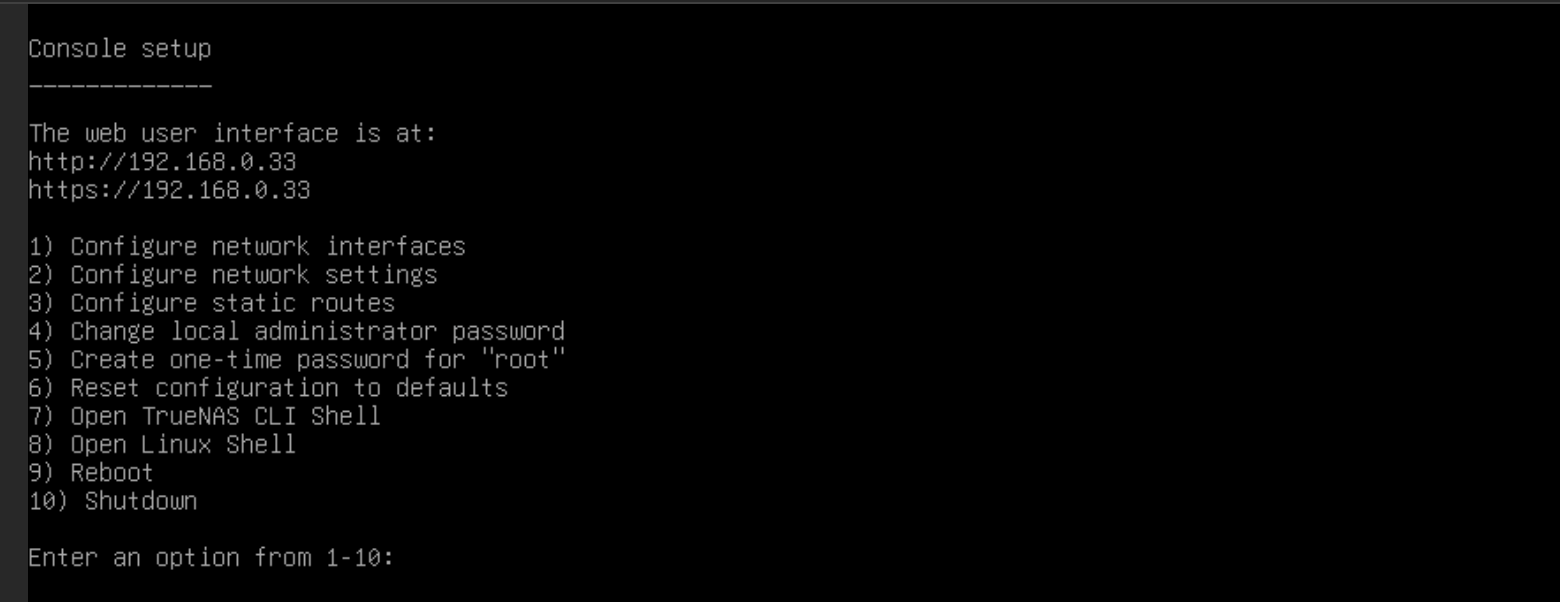 Console setup
-------------
The web user interface is at:
http://192.168.0.33
https://192.168.0.33
1) Configure network interfaces
2) Configure network settings
3) Configure static routes
4) Change local administrator password
5) Create one-time password for "root"
6) Reset configuration to defaults
7) Open TrueNAS CLI Shell
8) Open Linux Shell
9) Reboot
10) Shutdown
Enter an option from 1-10: